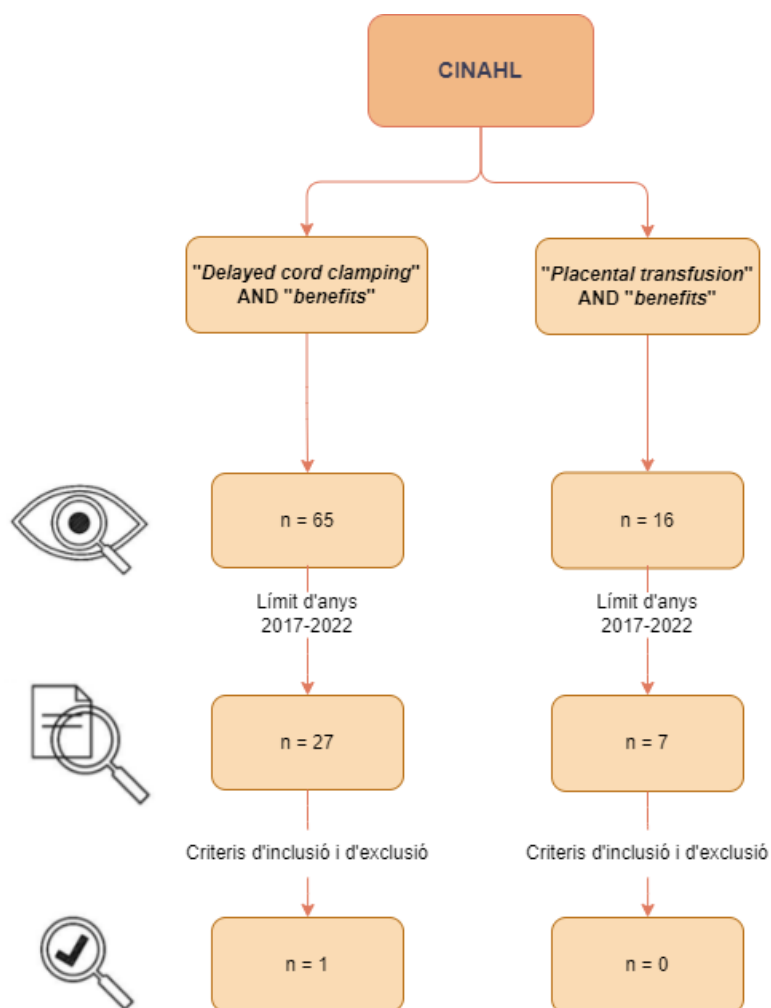 CINAHL
"Delayed cord clamping"
AND "benefits"
"Placental transfusion"
AND "benefits"
n = 65
n = 16
Límit d'anys
2017-2022
Límit d'anys
2017-2022
n = 27
n = 7
Criteris d'inclusió i d'exclusió
Criteris d'inclusió i d'exclusió
n = 1
n = 0